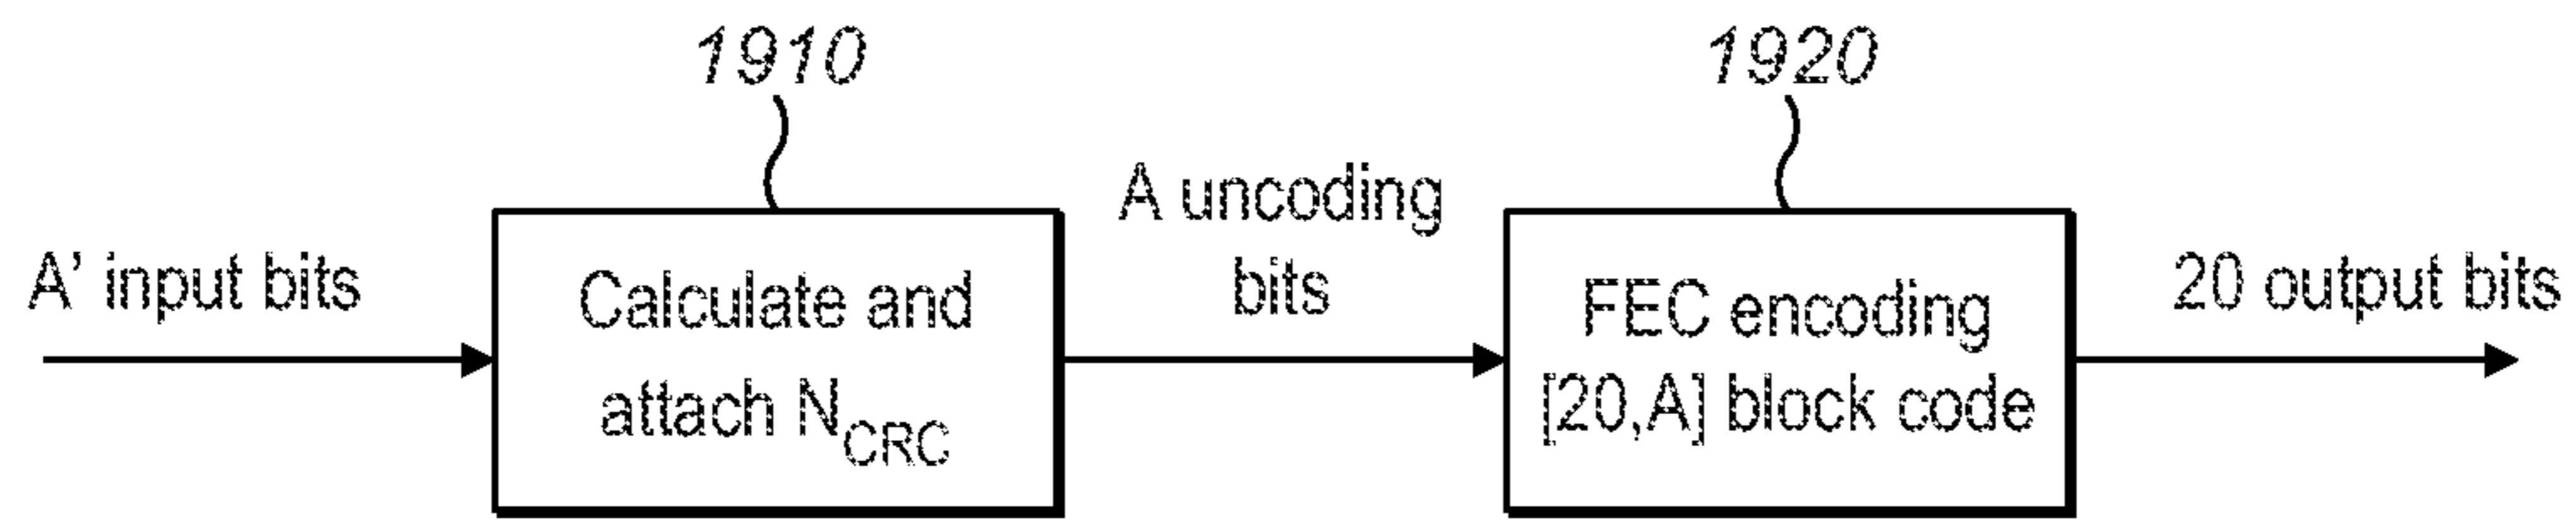 1910
1920
A' input bits
Calculate and
attach NCRC
A uncoding
bits
FEC encoding
[20,A] block code
20 output bits